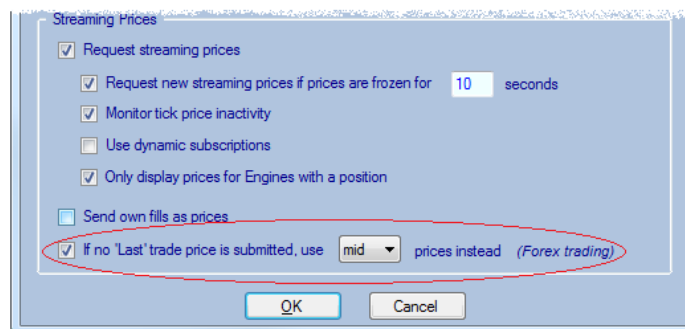 Streaming Prices
Request streaming prices
Request new streaming prices if prices are frozen for 10 seconds
Monitor tick price inactivity
Use dynamic subscriptions
Only display prices for Engines with a position
Send own fills as prices
If no 'Last' trade price is submitted, use mid prices instead (Forex trading)
OK Cancel